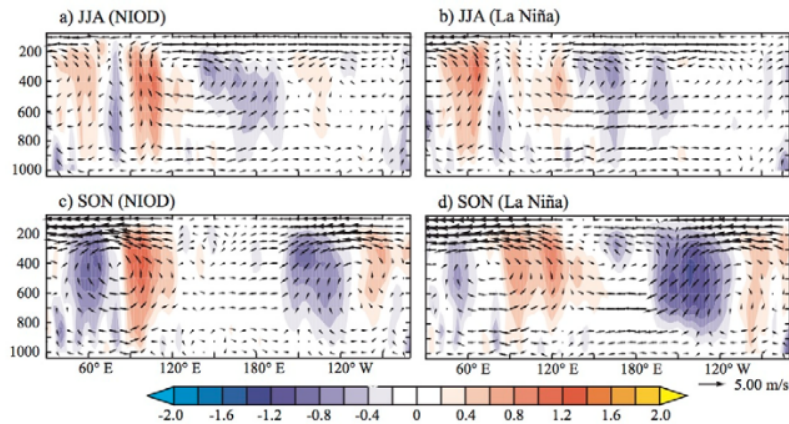 a) JJA (NIOD)
b) JJA (La Niña)
200
400
600
800
1000
c) SON (NIOD)
d) SON (La Niña)
200
400
600
800
1000
60° E 120° E 180° E 120° W
60° E 120° E 180° E 120° W
5.00 m/s
-2.0 -1.6 -1.2 -0.8 -0.4 0 0.4 0.8 1.2 1.6 2.0